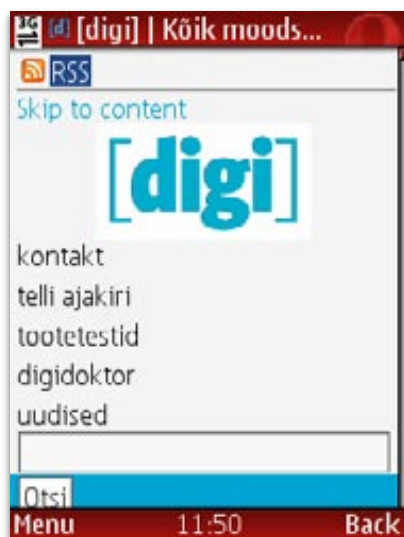 3G [d] [digi] | Kõik moods...
RSS
Skip to content
[digi]
kontakt
telli ajakiri
tootetestid
digidoktor
uudised
Otsi
Menu 11:50 Back